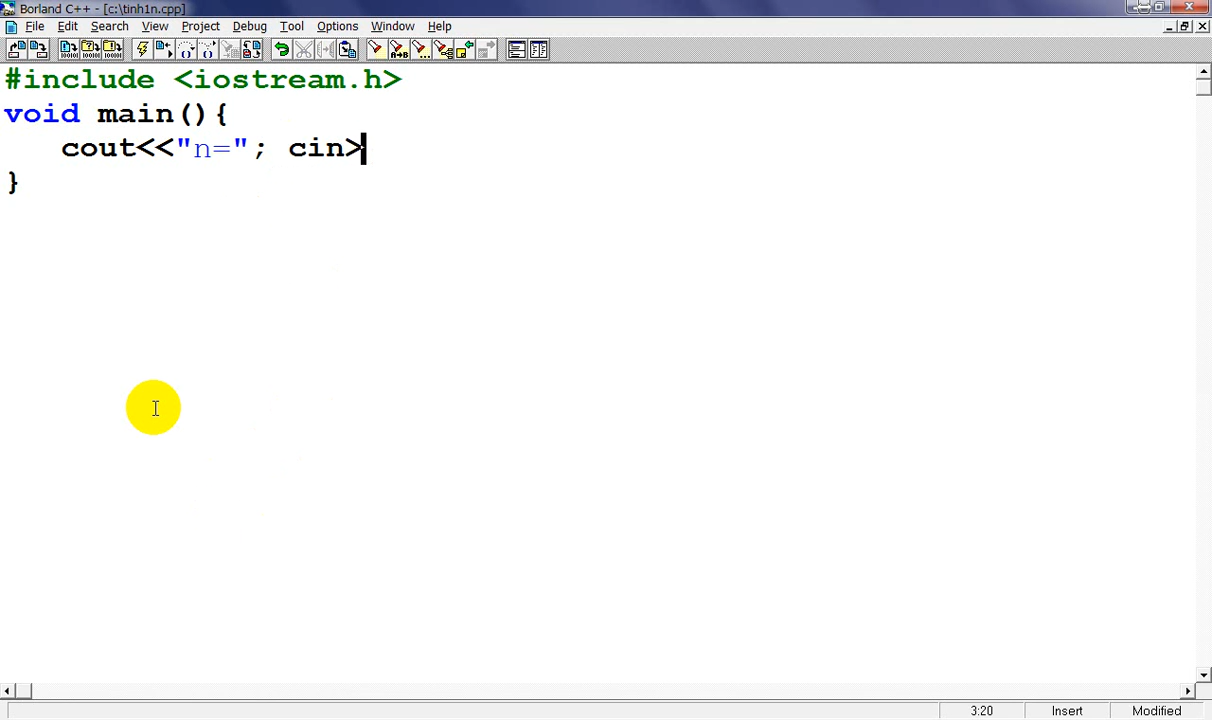 Borland C++ - [c:\tinh1n.cpp]
File Edit Search View Project Debug Tool Options Window Help
#include <iostream.h>
void main(){
cout<<"n="; cin>
}
3:20 Insert Modified